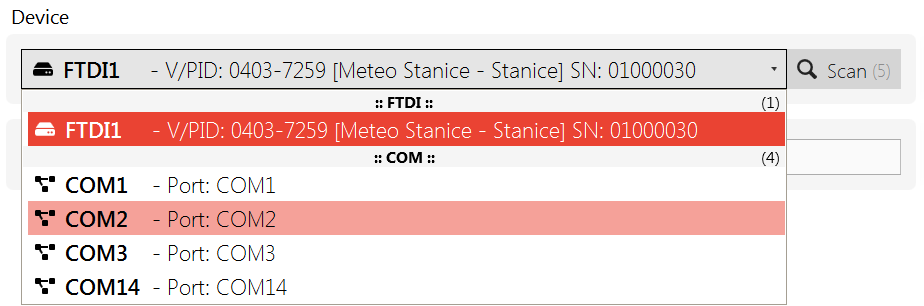 Device
FTDI1 - V/PID: 0403-7259 [Meteo Stanice - Stanice] SN: 01000030 Scan (5)
:: FTDI :: (1)
FTDI1 - V/PID: 0403-7259 [Meteo Stanice - Stanice] SN: 01000030
:: COM :: (4)
COM1 - Port: COM1
COM2 - Port: COM2
COM3 - Port: COM3
COM14 - Port: COM14